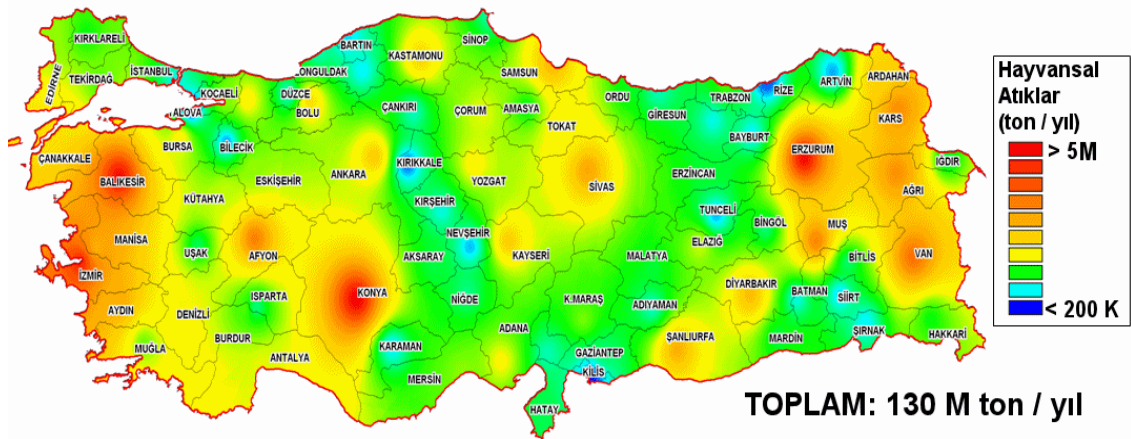 KIRKLARELİ
EDİRNE
TEKİRDAĞ
İSTANBUL
KOCAELİ
YALOVA
DÜZCE
BOLU
ZONGULDAK
BARTIN
KASTAMONU
SİNOP
SAMSUN
ÇANKIRI
ÇORUM
AMASYA
TOKAT
ORDU
GİRESUN
TRABZON
RİZE
ARTVİN
ARDAHAN
KARS
BAYBURT
ERZURUM
IĞDIR
AĞRI
ÇANAKKALE
BALIKESİR
BURSA
BİLECİK
ESKİŞEHİR
ANKARA
KIRIKKALE
YOZGAT
SİVAS
ERZİNCAN
KÜTAHYA
KIRŞEHİR
TUNCELİ
BİNGÖL
MUŞ
MANİSA
UŞAK
AFYON
NEVŞEHİR
AKSARAY
KAYSERİ
MALATYA
ELAZIĞ
BİTLİS
VAN
İZMİR
AYDIN
DENİZLİ
ISPARTA
KONYA
NİĞDE
K.MARAŞ
ADIYAMAN
DİYARBAKIR
BATMAN
SİİRT
ŞIRNAK
HAKKARİ
MUĞLA
BURDUR
ANTALYA
KARAMAN
MERSİN
ADANA
GAZİANTEP
KİLİS
ŞANLIURFA
MARDİN
HATAY
Hayvansal
Atıklar
(ton / yıl)
> 5M
< 200 K
TOPLAM: 130 M ton / yıl